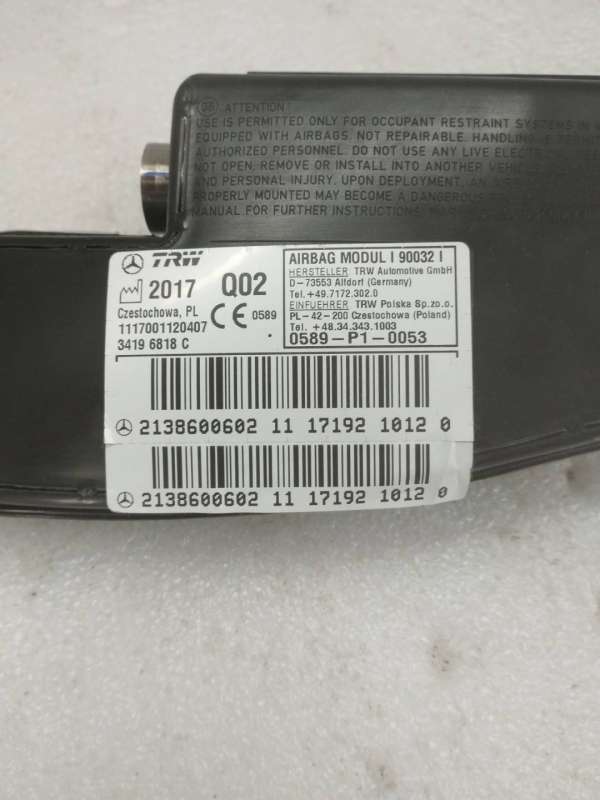 GB ATTENTION!
USE IS PERMITTED ONLY FOR OCCUPANT RESTRAINT SYSTEMS IN
EQUIPPED WITH AIRBAGS. NOT REPAIRABLE. HANDLING
AUTHORIZED PERSONNEL. DO NOT USE ANY LIVE
NOT OPEN, REMOVE OR INSTALL INTO ANOTHER
AND PERSONAL INJURY. UPON DEPLOYMENT, AN
PROPERLY MOUNTED MAY BECOME A DANGEROUS
MANUAL FOR FURTHER INSTRUCTIONS.
TRW
2017 Q02
Czestochowa, PL
1117001120407
3419 6818 C
CE 0589
AIRBAG MODUL I 90032 I
HERSTELLER TRW Automotive GmbH
D-73553 Alfdorf (Germany)
Tel.+49.7172.302.0
EINFUEHRER TRW Polska Sp.zo.o.
PL-42-200 Czestochowa (Poland)
Tel.+48.34.343.1003
0589-P1-0053
2138600602 11 171921 1012 0
2138600602 11 171921 1012 0